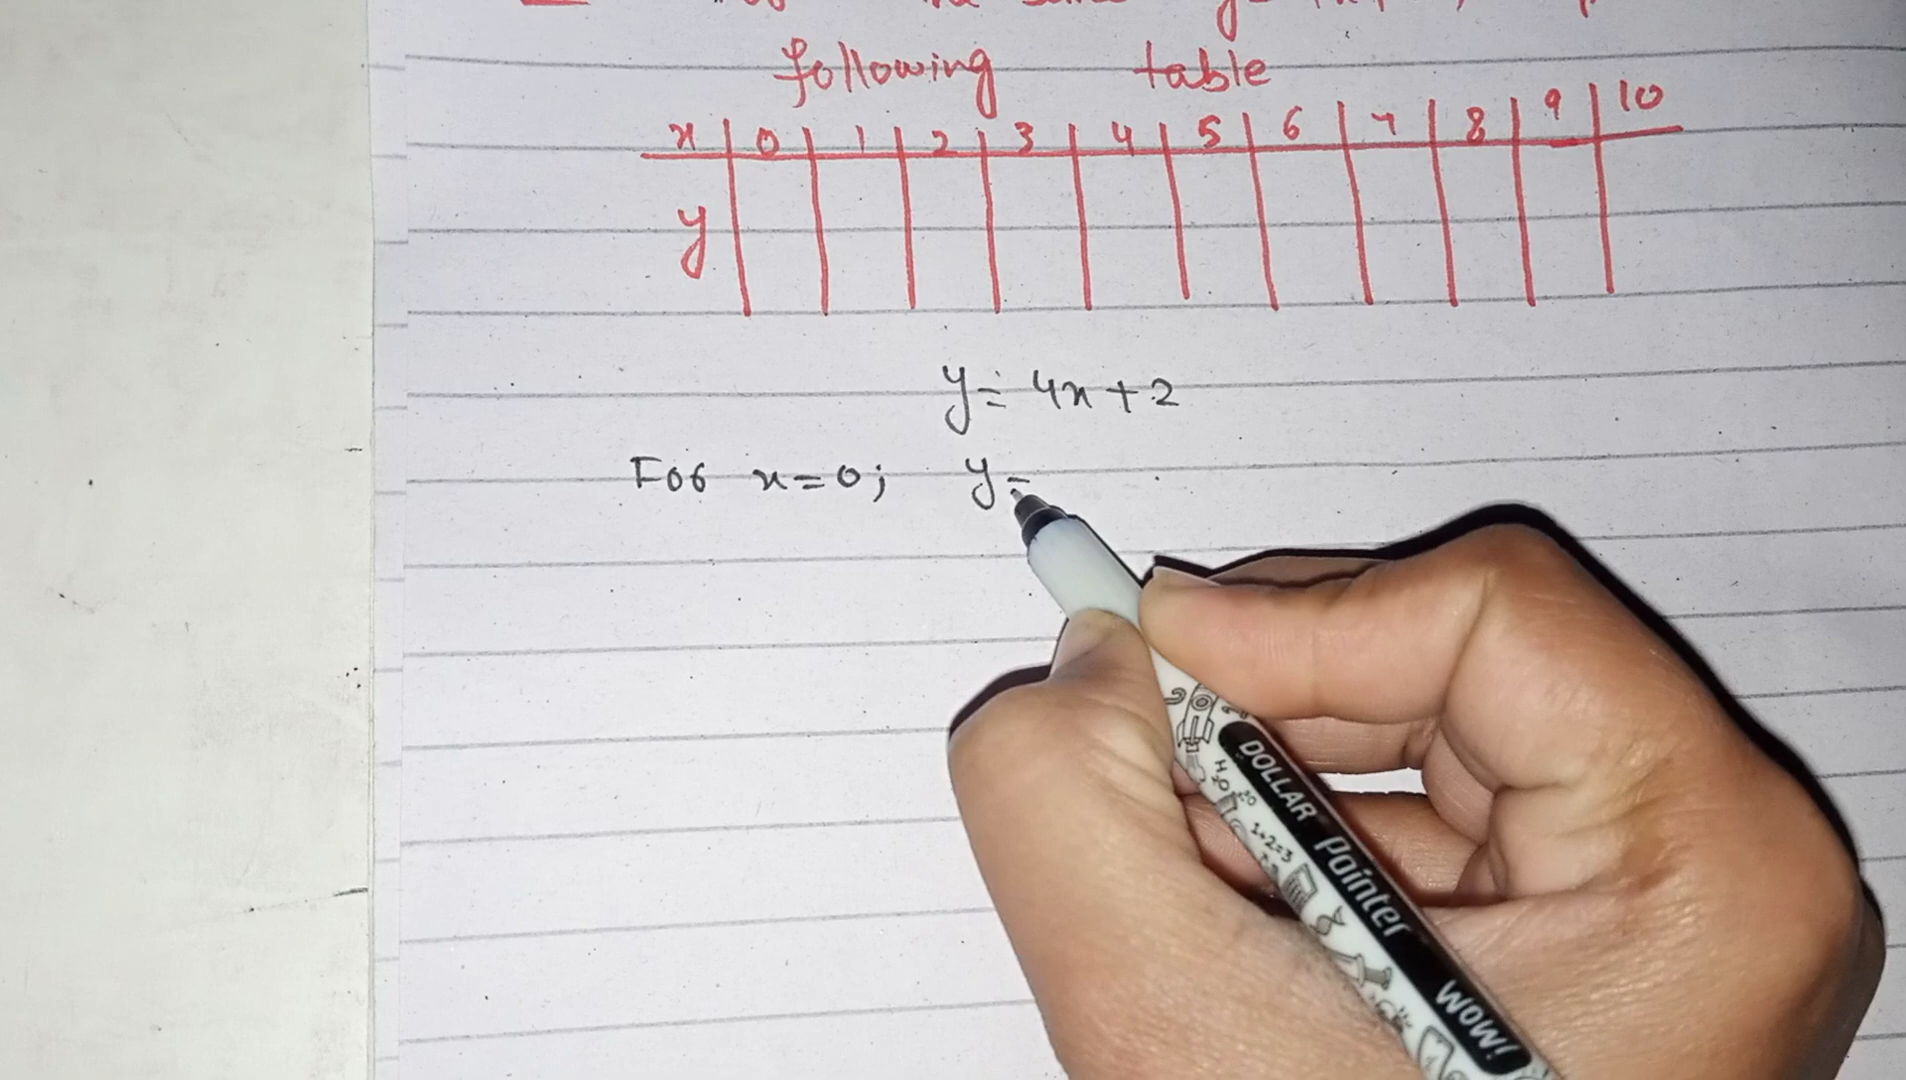 following table
x 0 1 2 3 4 5 6 7 8 9 10
y
y = 4x + 2
For x = 0; y =
DOLLAR Pointer WOW!
H2O
1+2=3